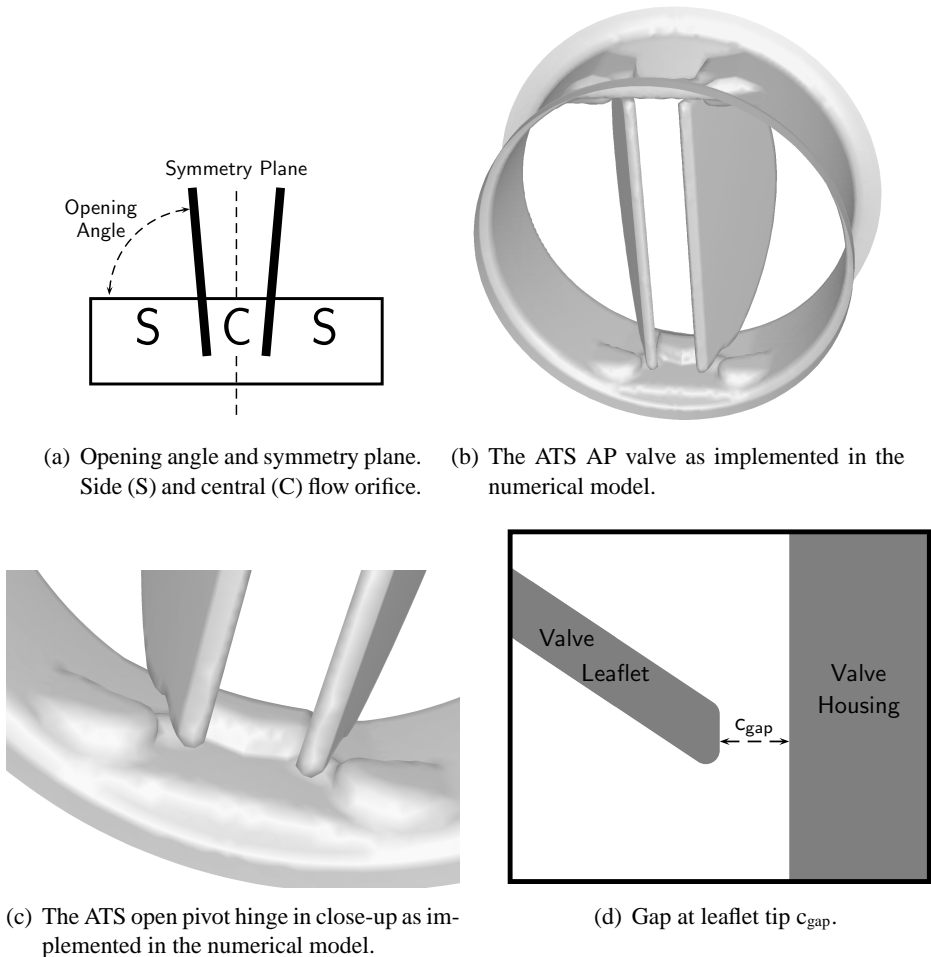 Symmetry Plane
Opening
Angle
S
C
S
(a) Opening angle and symmetry plane.
Side (S) and central (C) flow orifice.
(b) The ATS AP valve as implemented in the
numerical model.
Valve
Leaflet
c_gap
Valve
Housing
(c) The ATS open pivot hinge in close-up as im-
plemented in the numerical model.
(d) Gap at leaflet tip c_gap.